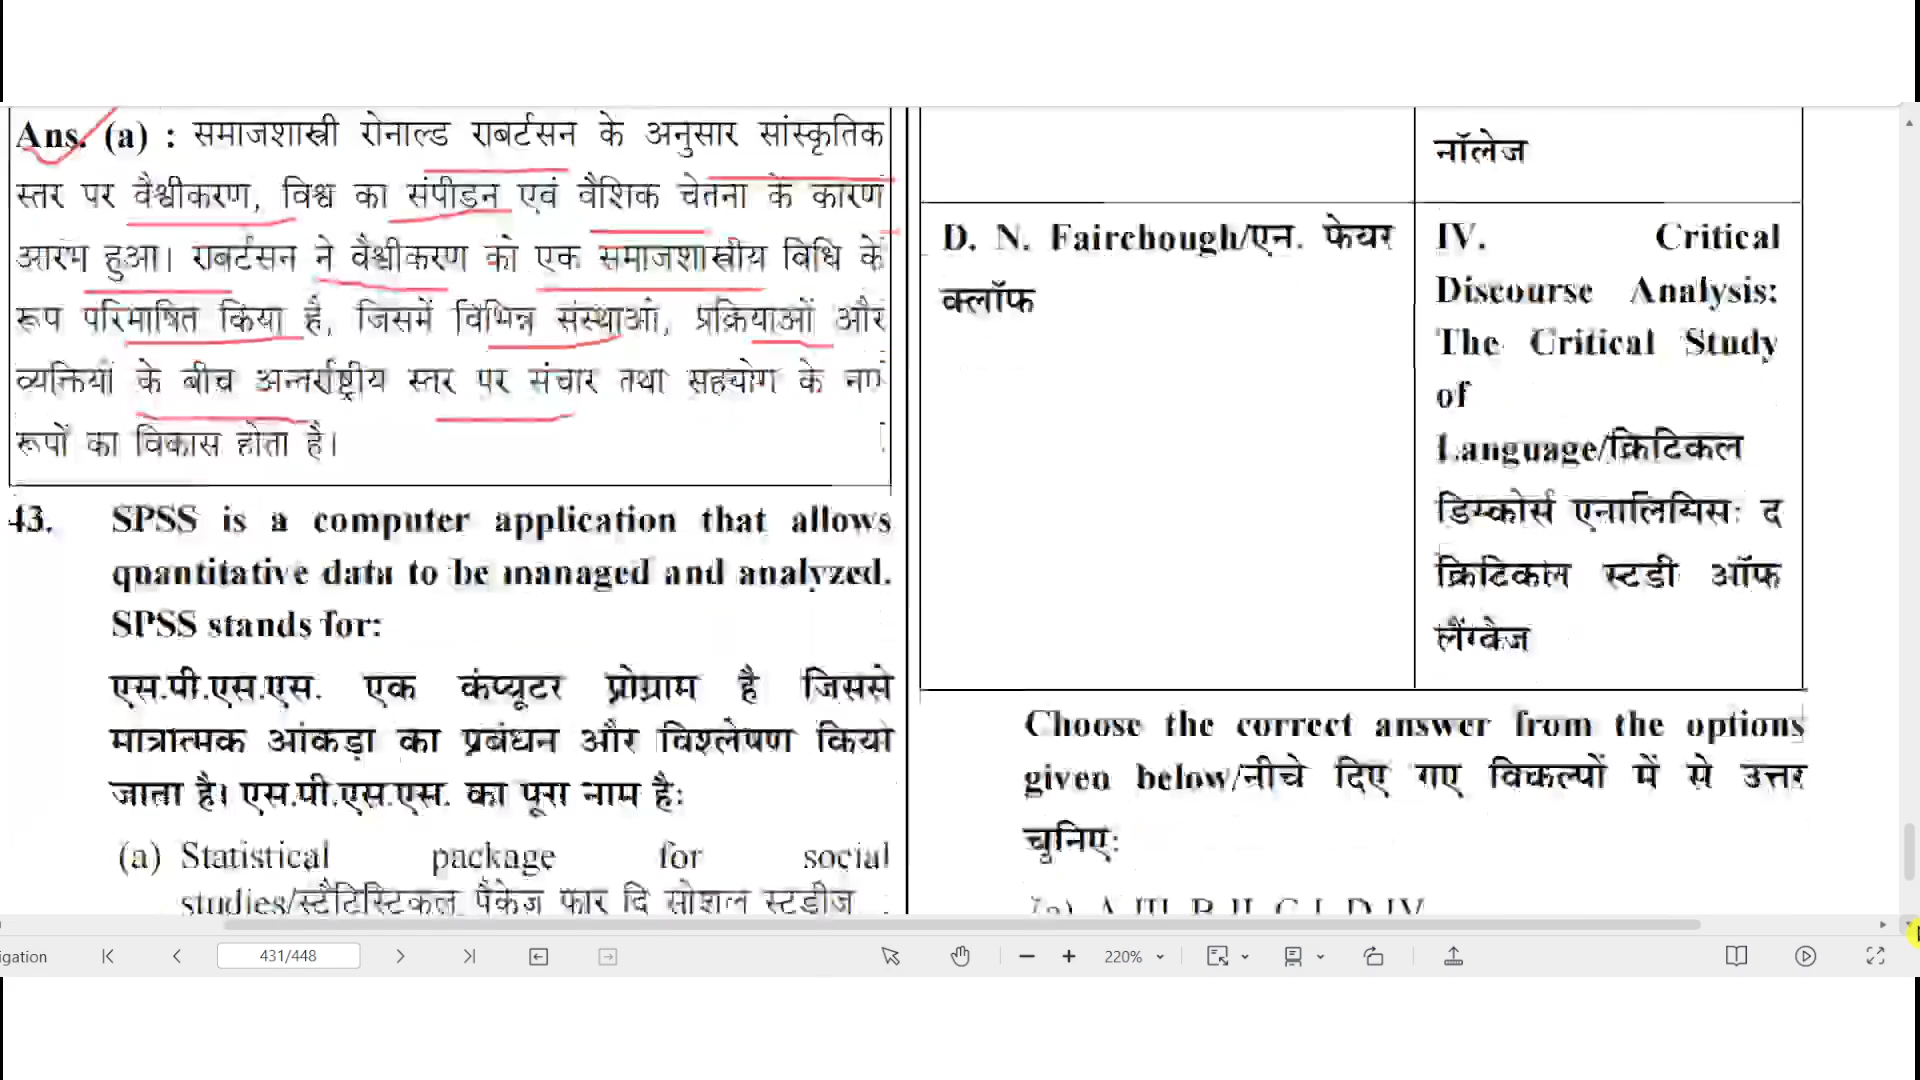 Ans. (a) : समाजशास्त्री रोनाल्ड राबर्टसन के अनुसार सांस्कृतिक
स्तर पर वैश्वीकरण, विश्व का संपीडन एवं वैशिक चेतना के कारण
आरम्भ हुआ। राबर्टसन ने वैश्वीकरण को एक समाजशास्त्रीय विधि के
रूप परिभाषित किया है, जिसमें विभिन्न संस्थाओं, प्रक्रियाओं और
व्यक्तियों के बीच अन्तर्राष्ट्रीय स्तर पर संचार तथा सहयोग के
रूपों का विकास होता है।
43. SPSS is a computer application that allows
quantitative data to be managed and analyzed.
SPSS stands for:
एस.पी.एस.एस. एक कंप्यूटर प्रोग्राम है जिससे
मात्रात्मक आंकड़ा का प्रबंधन और विश्लेषण किया
जाता है। एस.पी.एस.एस. का पूरा नाम है:
(a) Statistical package for social
studies/स्टैटिस्टिकल पैकेज फार दि सोशल स्टडीज
नॉलेज
D. N. Fairchough/एन. फेयर
क्लॉफ
IV. Critical
Discourse Analysis:
The Critical Study
of
Language/क्रिटिकल
डिस्कोर्स एनालियिस: द
क्रिटिकल स्टडी ऑफ
लैंग्वेज
Choose the correct answer from the options
given below/नीचे दिए गए विकल्पों में से उत्तर
चुनिए:
A-III, B-II, C-I, D-IV
igation
431/448
220%